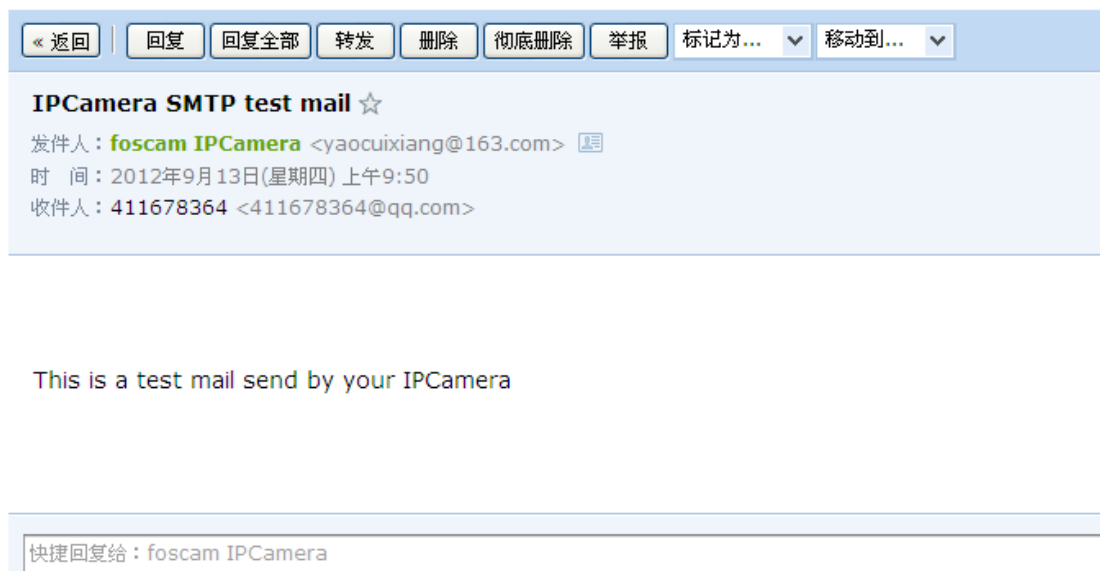 « 返回 回复 回复全部 转发 删除 彻底删除 举报 标记为... 移动到...
IPCamera SMTP test mail ☆
发件人：foscam IPCamera <yaocuixiang@163.com>
时 间：2012年9月13日(星期四) 上午9:50
收件人：411678364 <411678364@qq.com>
This is a test mail send by your IPCamera
快捷回复给：foscam IPCamera